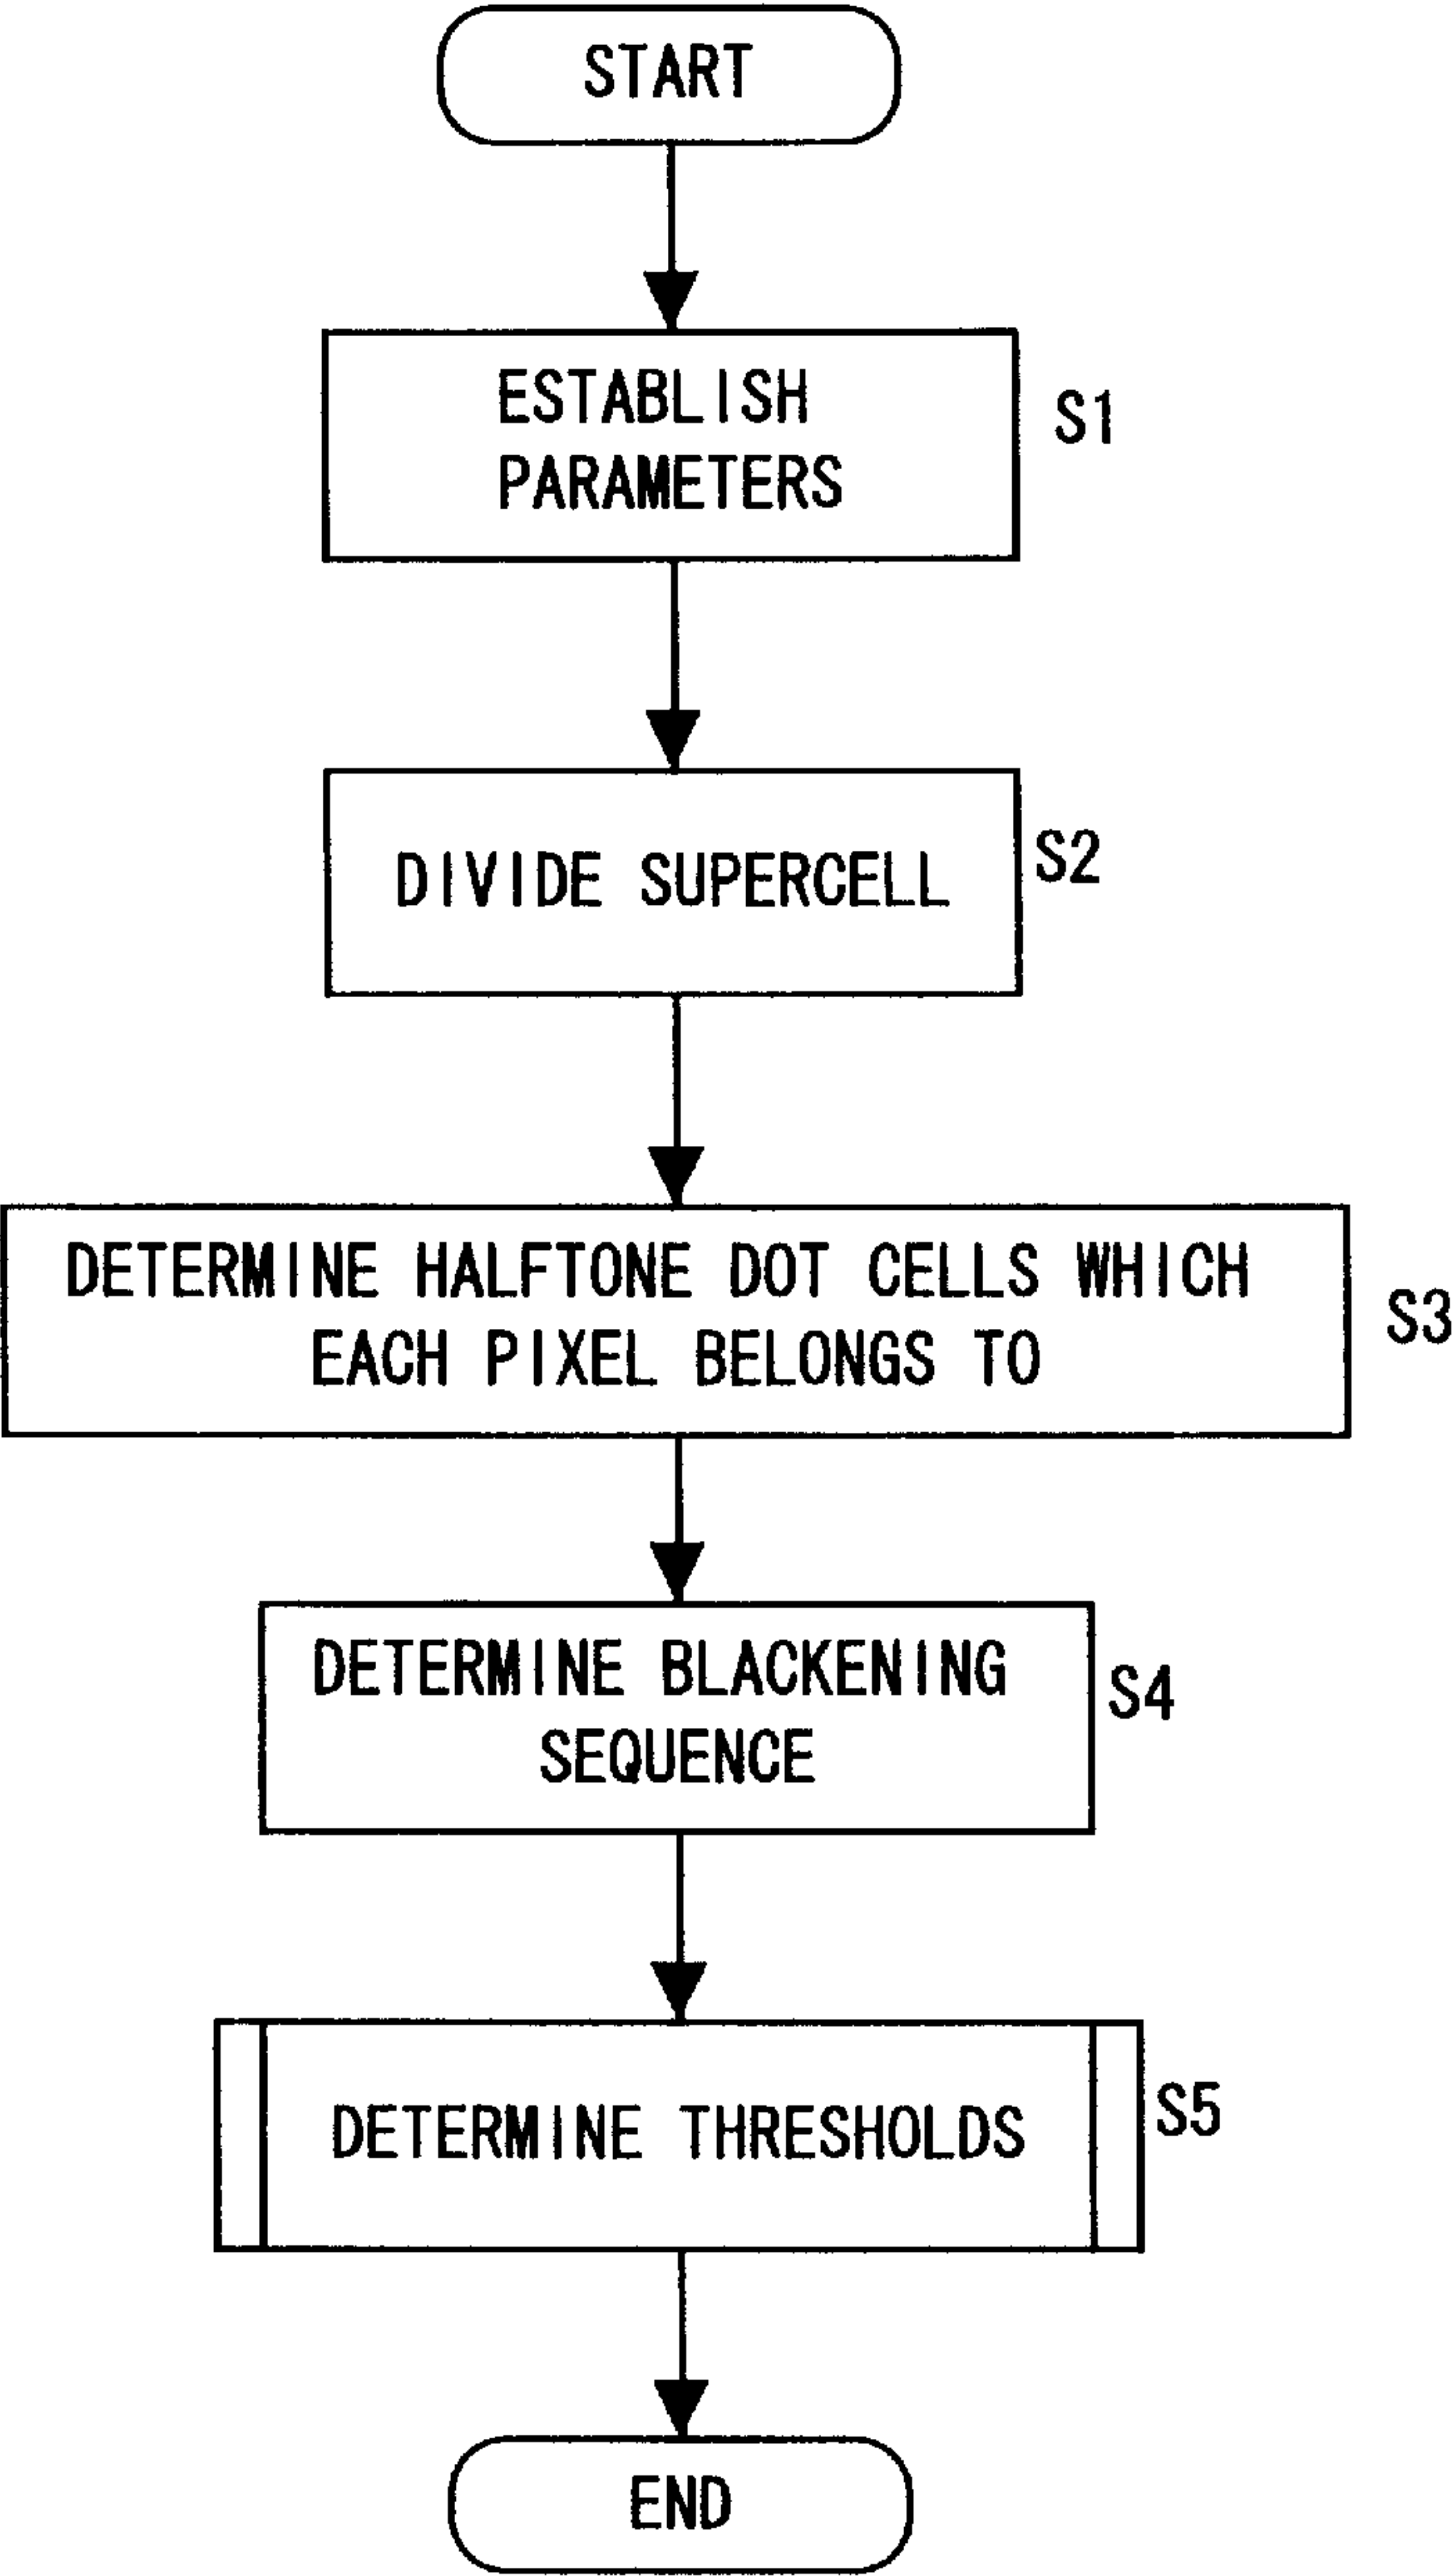 START
ESTABLISH
PARAMETERS
S1
DIVIDE SUPERCELL
S2
DETERMINE HALFTONE DOT CELLS WHICH
EACH PIXEL BELONGS TO
S3
DETERMINE BLACKENING
SEQUENCE
S4
DETERMINE THRESHOLDS
S5
END